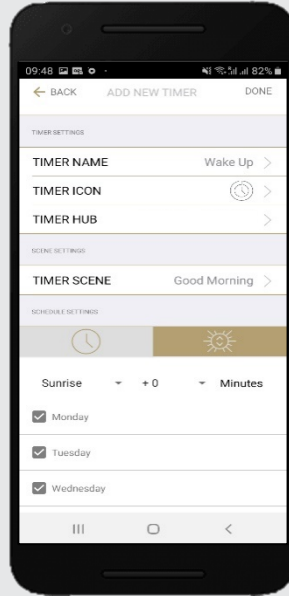 09:48 82%
BACK ADD NEW TIMER DONE
TIMER SETTINGS
TIMER NAME Wake Up
TIMER ICON
TIMER HUB
SCENE SETTINGS
TIMER SCENE Good Morning
SCHEDULE SETTINGS
Sunrise + 0 Minutes
Monday
Tuesday
Wednesday